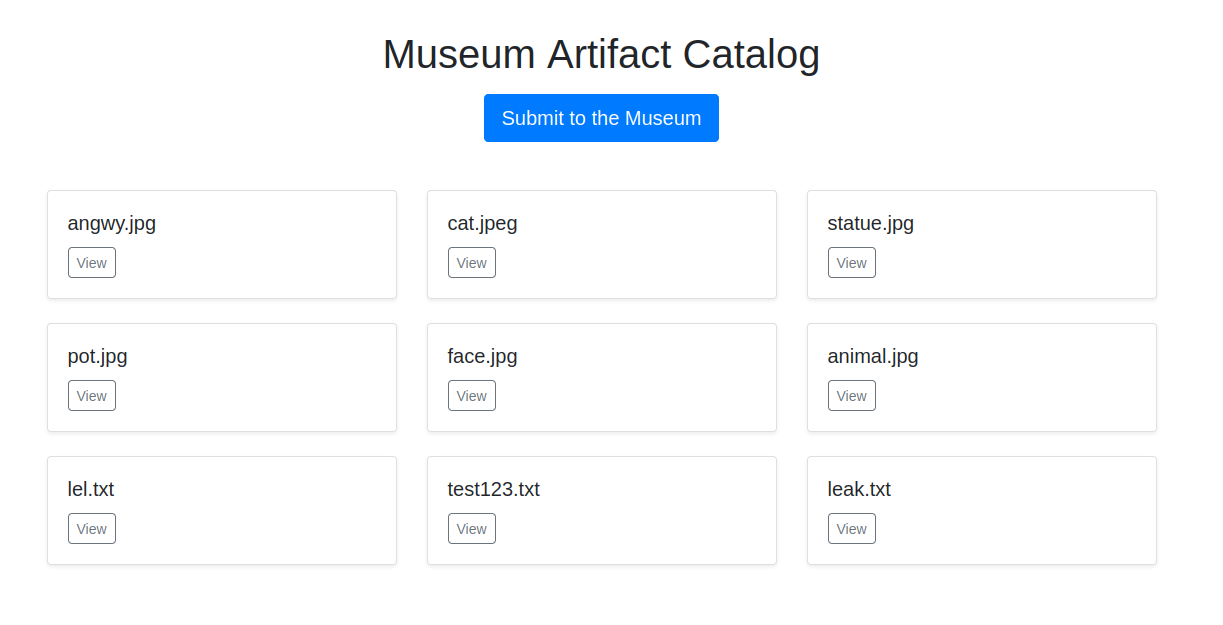 Museum Artifact Catalog
Submit to the Museum
angwy.jpg
View
cat.jpeg
View
statue.jpg
View
pot.jpg
View
face.jpg
View
animal.jpg
View
lel.txt
View
test123.txt
View
leak.txt
View